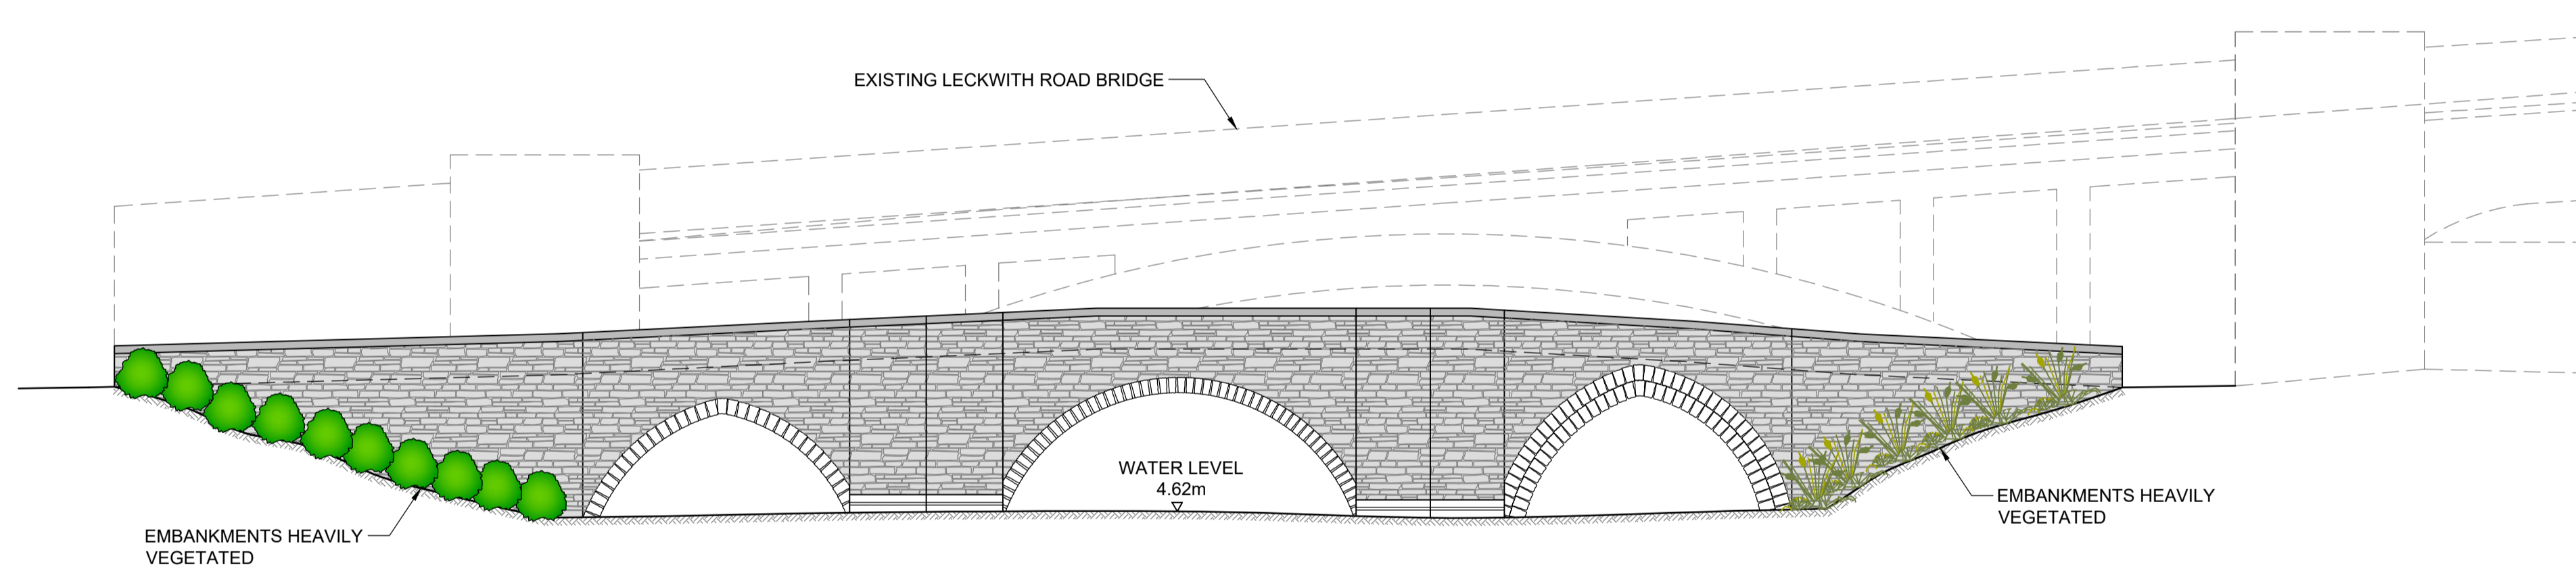 EXISTING LECKWITH ROAD BRIDGE
WATER LEVEL
4.62m
EMBANKMENTS HEAVILY
VEGETATED
EMBANKMENTS HEAVILY
VEGETATED